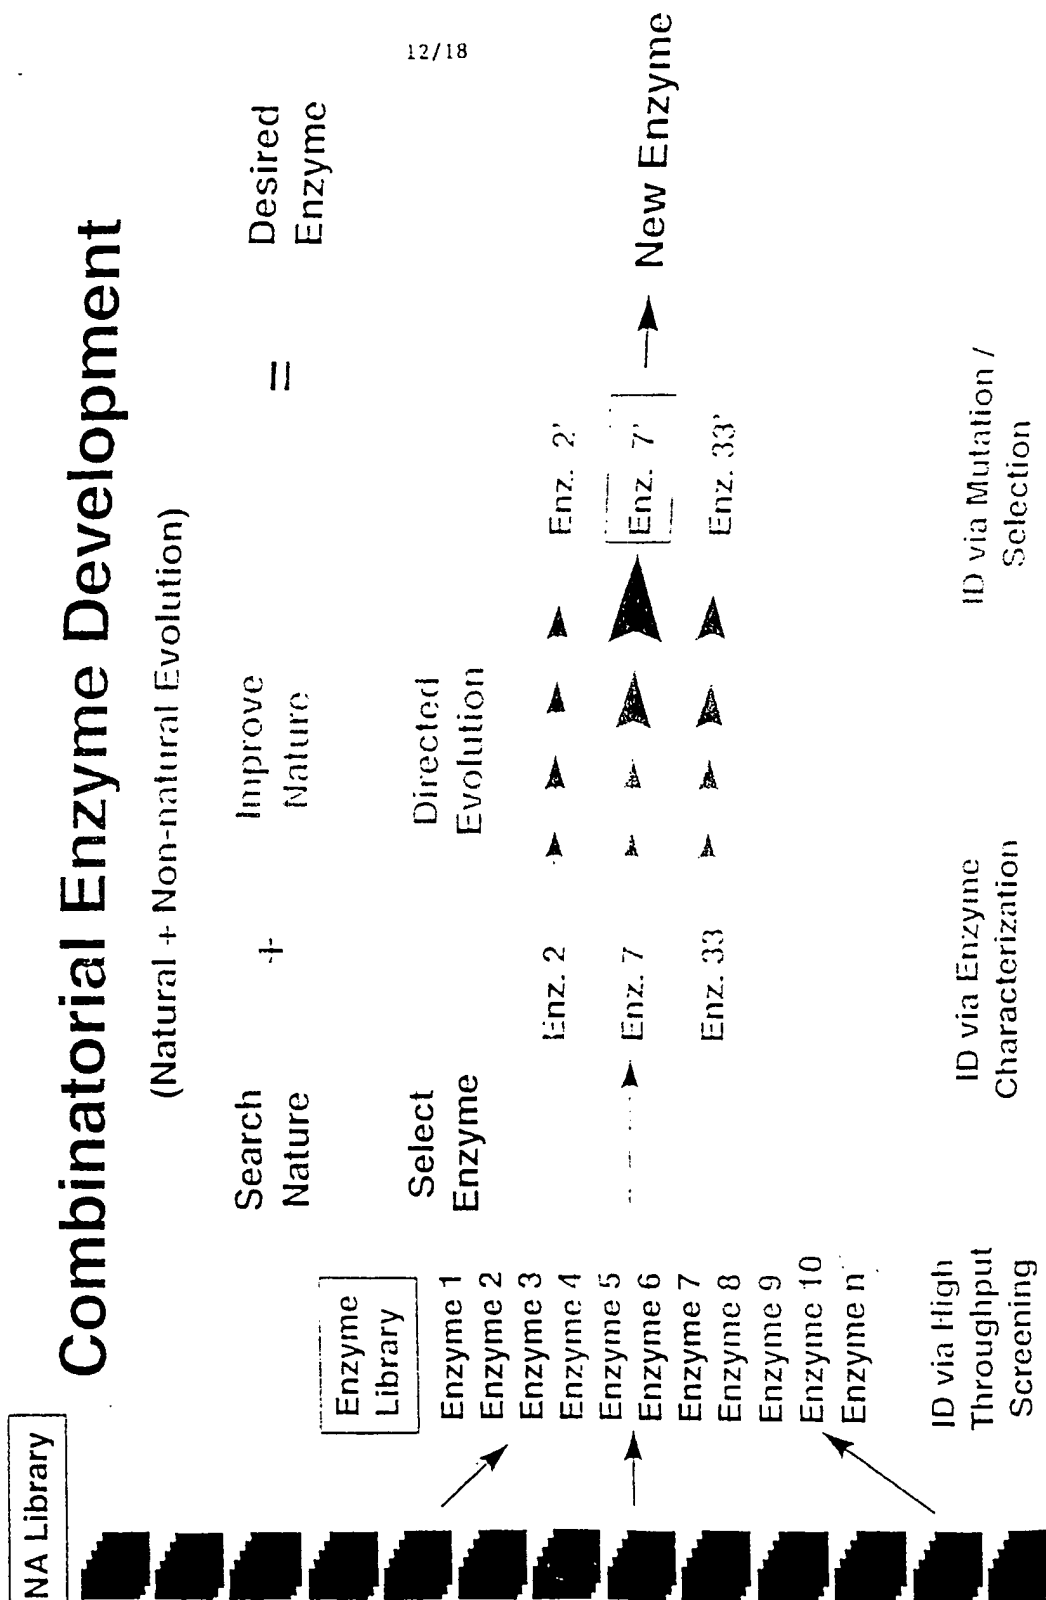 12/18
NA Library
Combinatorial Enzyme Development
(Natural + Non-natural Evolution)
Search
Nature
+
Improve
Nature
=
Desired
Enzyme
Enzyme
Library
Select
Enzyme
Directed
Evolution
Enzyme 1
Enzyme 2
Enzyme 3
Enzyme 4
Enzyme 5
Enzyme 6
Enzyme 7
Enzyme 8
Enzyme 9
Enzyme 10
Enzyme n
Enz. 2
Enz. 7
Enz. 33
Enz. 2'
Enz. 7'
Enz. 33'
New Enzyme
ID via High
Throughput
Screening
ID via Enzyme
Characterization
ID via Mutation /
Selection